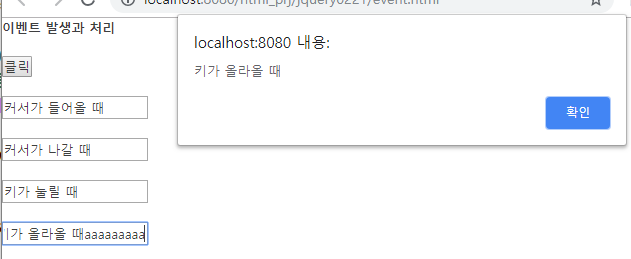 localhost:8080/html_prj/jquery0221/event.html
이벤트 발생과 처리
localhost:8080 내용:
키가 올라올 때
확인
클릭
커서가 들어올 때
커서가 나갈 때
키가 눌릴 때
가 올라올 때aaaaaaaaa